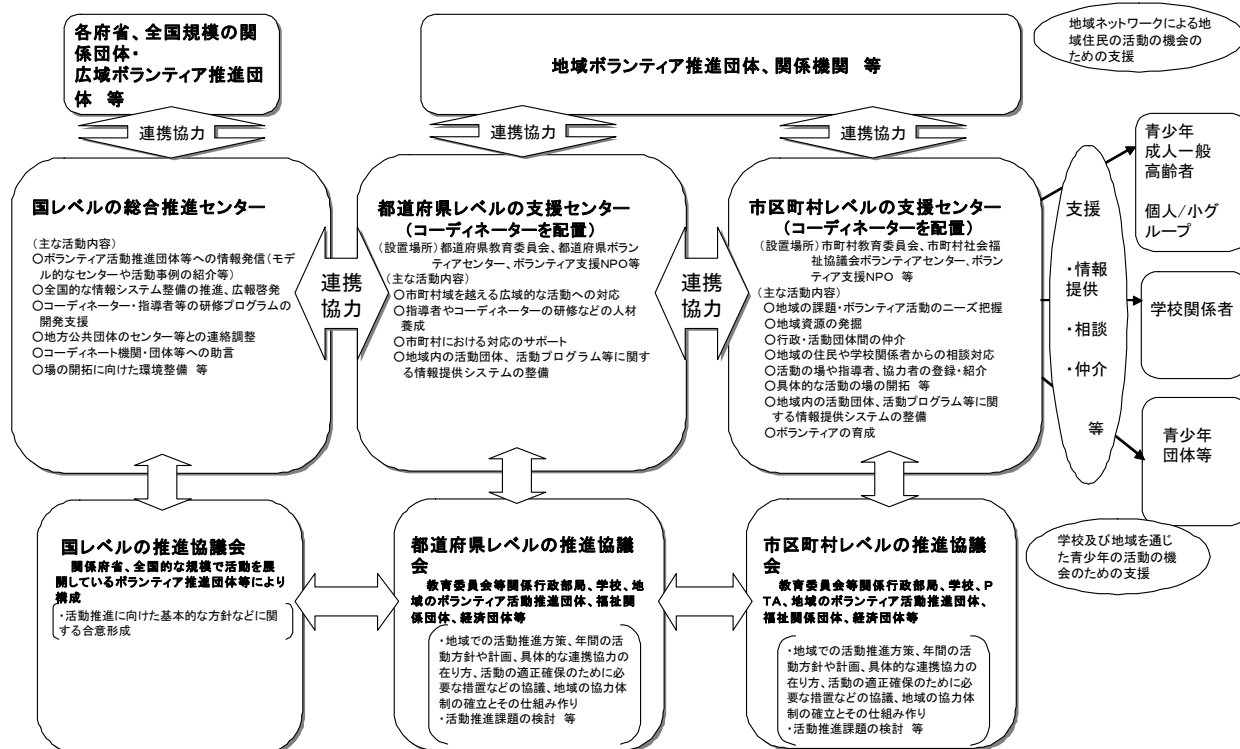 各府省、全国規模の関
係団体・
広域ボランティア推進団
体　等
地域ボランティア推進団体、関係機関　等
地域ネットワークによる地
域住民の活動の機会の
ための支援
連携協力
連携協力
連携協力
国レベルの総合推進センター
（主な活動内容）
○ボランティア活動推進団体等への情報発信（モデ
ル的なセンターや活動事例の紹介等）
○全国的な情報システム整備の推進、広報啓発
○コーディネーター・指導者等の研修プログラムの
開発支援
○地方公共団体のセンター等との連絡調整
○コーディネート機関・団体等への助言
○場の開拓に向けた環境整備　等
連携
協力
都道府県レベルの支援センター
（コーディネーターを配置）
（設置場所）都道府県教育委員会、都道府県ボラン
ティアセンター、ボランティア支援NPO等
（主な活動内容）
○市町村域を越える広域的な活動への対応
○指導者やコーディネーターの研修などの人材
養成
○市町村における対応のサポート
○地域内の活動団体、活動プログラム等に関す
る情報提供システムの整備
連携
協力
市区町村レベルの支援センター
（コーディネーターを配置）
（設置場所）市町村教育委員会、市町村社会福
祉協議会ボランティアセンター、ボラン
ティア支援NPO　等
（主な活動内容）
○地域の課題・ボランティア活動のニーズ把握
○地域資源の発掘
○行政・活動団体間の仲介
○地域の住民や学校関係者からの相談対応
○活動の場や指導者、協力者の登録・紹介
○具体的な活動の場の開拓　等
○地域内の活動団体、活動プログラム等に関
する情報提供システムの整備
○ボランティアの育成
支援
・情報
提供
・相談
・仲介
等
青少年
成人一般
高齢者
個人/小グ
ループ
学校関係者
青少年
団体等
国レベルの推進協議会
関係府省、全国的な規模で活動を展
開しているボランティア推進団体等により
構成
・活動推進に向けた基本的な方針などに関
する合意形成
都道府県レベルの推進協議
会
教育委員会等関係行政部局、学校、地
域のボランティア活動推進団体、福祉関
係団体、経済団体等
・地域での活動推進方策、年間の活
動方針や計画、具体的な連携協力の
在り方、活動の適正確保のために必
要な措置などの協議、地域の協力体
制の確立とその仕組み作り
・活動推進課題の検討　等
市区町村レベルの推進協議
会
教育委員会等関係行政部局、学校、P
TA、地域のボランティア活動推進団体、
福祉関係団体、経済団体等
・地域での活動推進方策、年間の活
動方針や計画、具体的な連携協力の
在り方、活動の適正確保のために必
要な措置などの協議、地域の協力体
制の確立とその仕組み作り
・活動推進課題の検討　等
学校及び地域を通じ
た青少年の活動の機
会のための支援